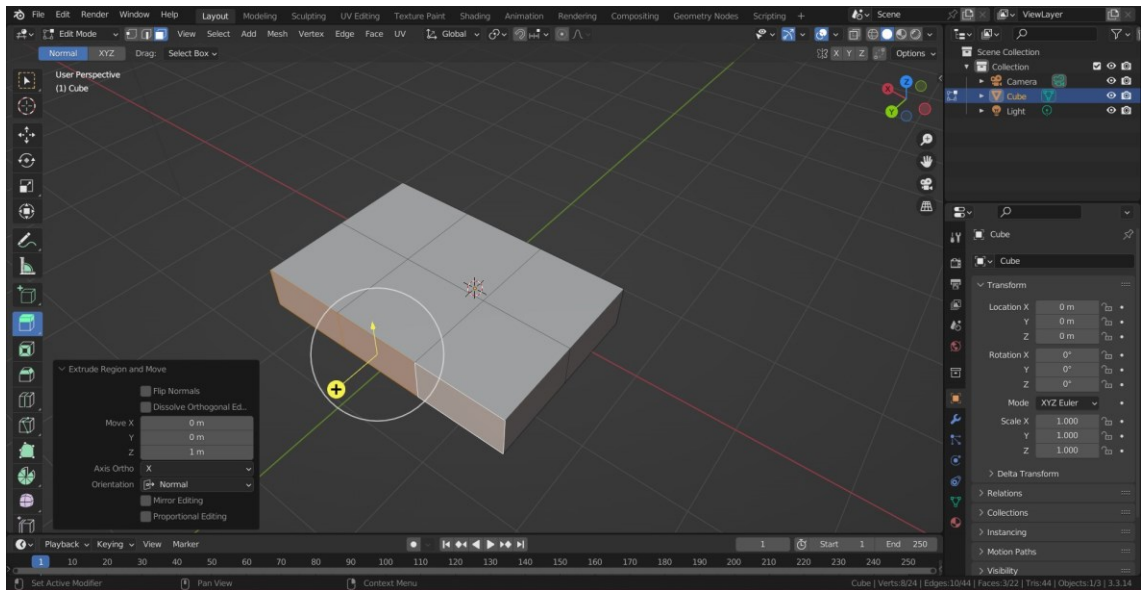 File Edit Render Window Help Layout Modeling Sculpting UV Editing Texture Paint Shading Animation Rendering Compositing Geometry Nodes Scripting + Scene ViewLayer
Edit Mode View Select Add Mesh Vertex Edge Face UV Global
Normal XYZ Drag: Select Box X Y Z Options
User Perspective
(1) Cube
Z
X
Y
Scene Collection
Collection
Camera
Cube
Light
Cube
Cube
Transform
Location X 0 m
Y 0 m
Z 0 m
Rotation X 0°
Y 0°
Z 0°
Mode XYZ Euler
Scale X 1.000
Y 1.000
Z 1.000
Delta Transform
Relations
Collections
Instancing
Motion Paths
Visibility
Extrude Region and Move
Flip Normals
Dissolve Orthogonal Ed...
Move X 0 m
Y 0 m
Z 1 m
Axis Ortho X
Orientation Normal
Mirror Editing
Proportional Editing
Playback Keying View Marker 1 Start 1 End 250
1 10 20 30 40 50 60 70 80 90 100 110 120 130 140 150 160 170 180 190 200 210 220 230 240 250
Set Active Modifier Pan View Context Menu Cube | Verts:8/24 | Edges:10/44 | Faces:3/22 | Tris:44 | Objects:1/3 | 3.3.14